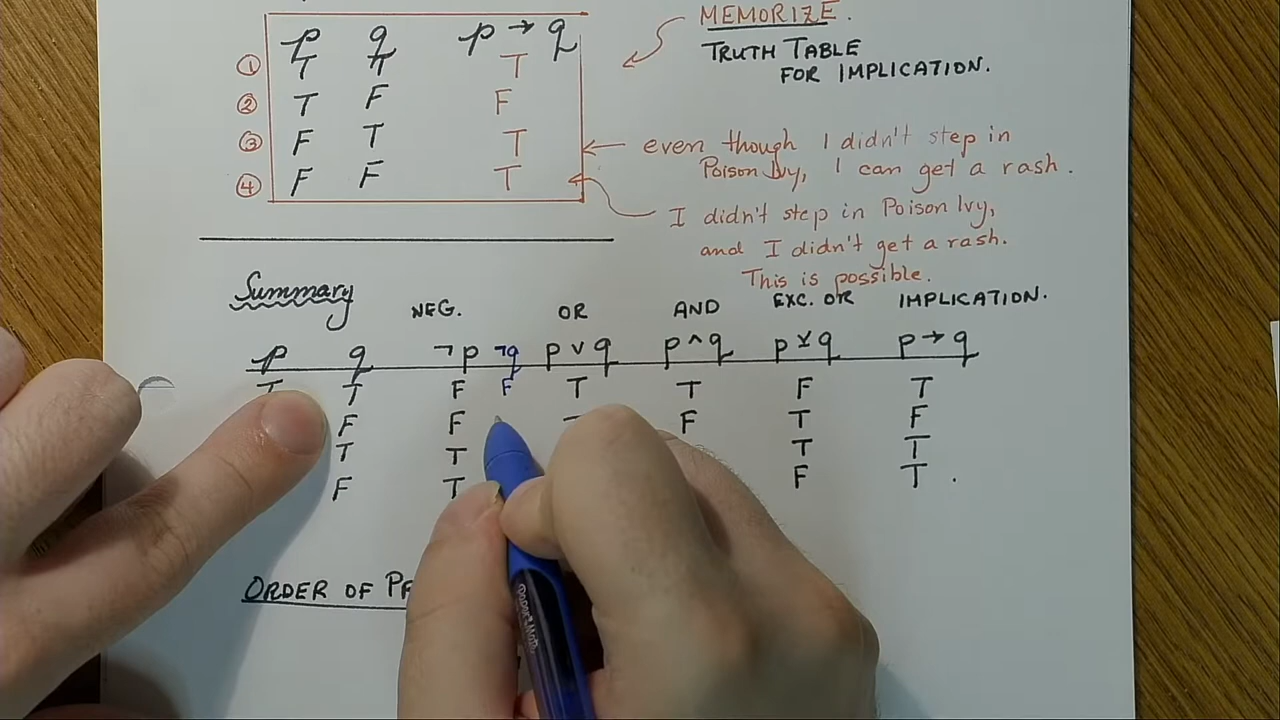 MEMORIZE.
p q p → q
TRUTH TABLE
FOR IMPLICATION.
① T T T
② T F F
③ F T T
④ F F T
even though I didn't step in
Poison Ivy, I can get a rash.
I didn't step in Poison Ivy,
and I didn't get a rash.
This is possible.
Summary
NEG. OR AND EXC. OR IMPLICATION.
p q ¬p ¬q p ∨ q p ∧ q p ⊻ q p → q
T T F F T T F T
F F F T F
T T T T
F T F T .
ORDER OF
PaperMate